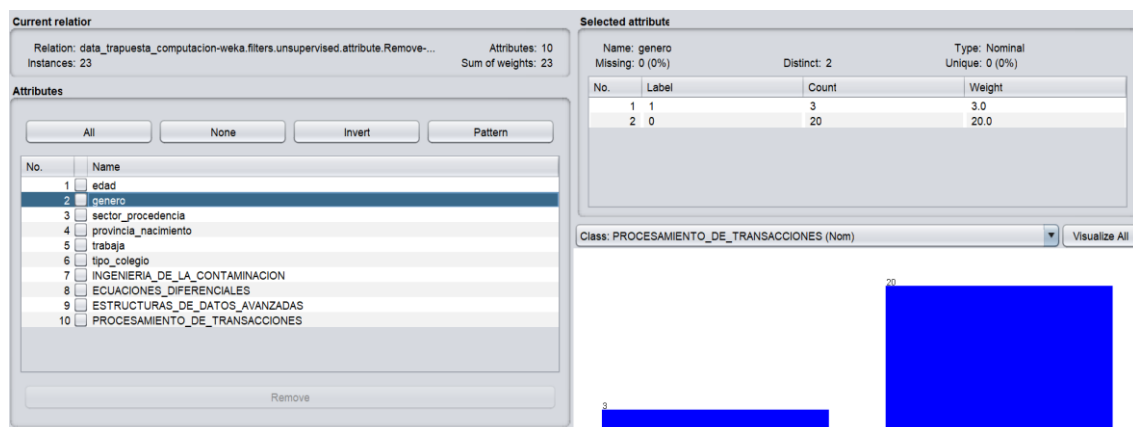 Current relatior
Relation: data_trapuesta_computacion-weka.filters.unsupervised.attribute.Remove-...
Attributes: 10
Instances: 23
Sum of weights: 23
Attributes
All
None
Invert
Pattern
No.
Name
1 edad
2 genero
3 sector_procedencia
4 provincia_nacimiento
5 trabaja
6 tipo_colegio
7 INGENIERIA_DE_LA_CONTAMINACION
8 ECUACIONES_DIFERENCIALES
9 ESTRUCTURAS_DE_DATOS_AVANZADAS
10 PROCESAMIENTO_DE_TRANSACCIONES
Remove
Selected attribute
Name: genero
Type: Nominal
Missing: 0 (0%)
Distinct: 2
Unique: 0 (0%)
No. Label Count Weight
1 1 3 3.0
2 0 20 20.0
Class: PROCESAMIENTO_DE_TRANSACCIONES (Nom)
Visualize All
20
3